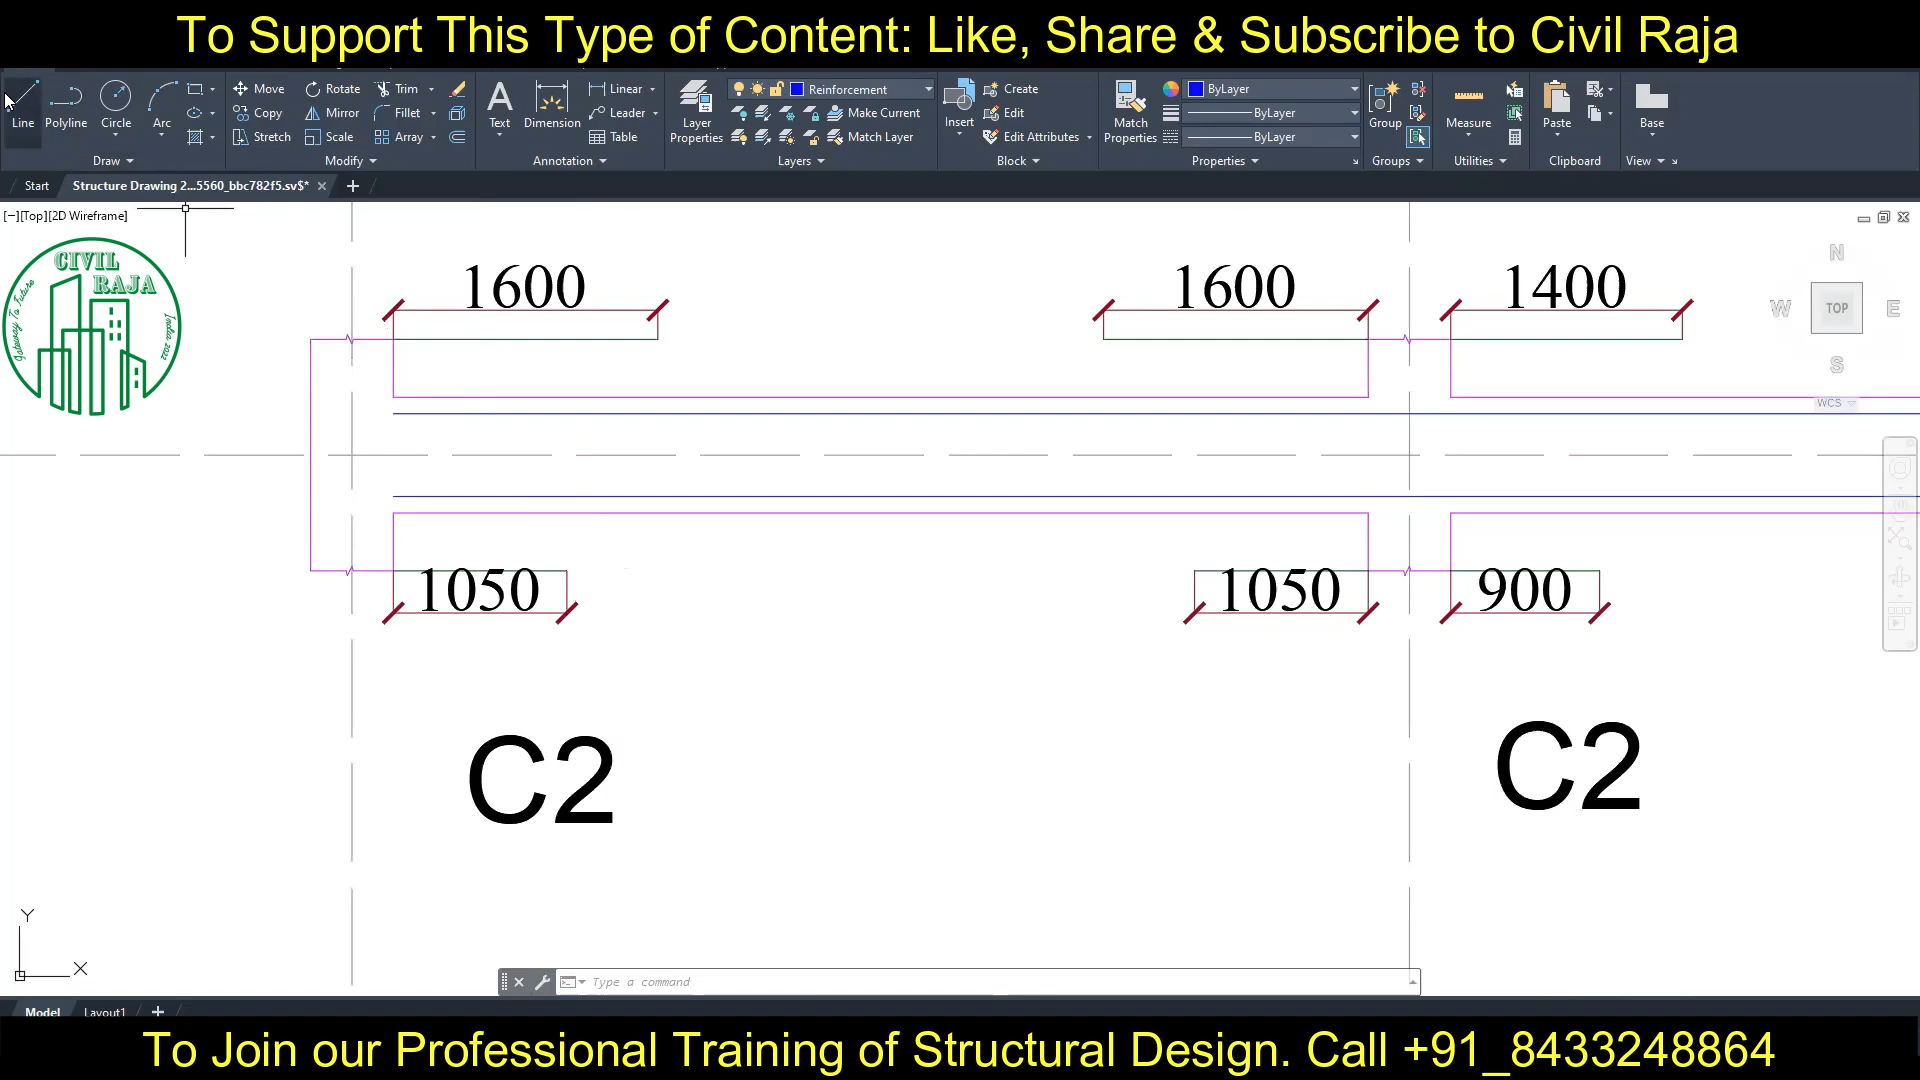 To Support This Type of Content: Like, Share & Subscribe to Civil Raja
Line Polyline Circle Arc
Draw
Move Rotate Trim
Copy Mirror Fillet
Stretch Scale Array
Modify
Text Dimension
Linear
Leader
Table
Annotation
Layer Properties
Reinforcement
Make Current
Match Layer
Layers
Insert
Create
Edit
Edit Attributes
Block
Match Properties
ByLayer
ByLayer
ByLayer
Properties
Group
Groups
Measure
Utilities
Paste
Clipboard
Base
View
Start Structure Drawing 2...5560_bbc782f5.sv$*
[−][Top][2D Wireframe]
CIVIL
RAJA
Gateway To Future
India 2022
1600 1600 1400
N
W TOP E
S
WCS
1050 1050 900
C2 C2
Y
X
Type a command
Model Layout1
To Join our Professional Training of Structural Design. Call +91_8433248864